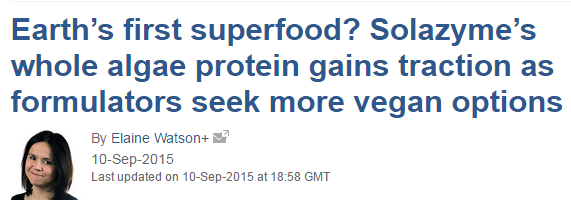 Earth’s first superfood? Solazyme’s
whole algae protein gains traction as
formulators seek more vegan options
By Elaine Watson+
10-Sep-2015
Last updated on 10-Sep-2015 at 18:58 GMT